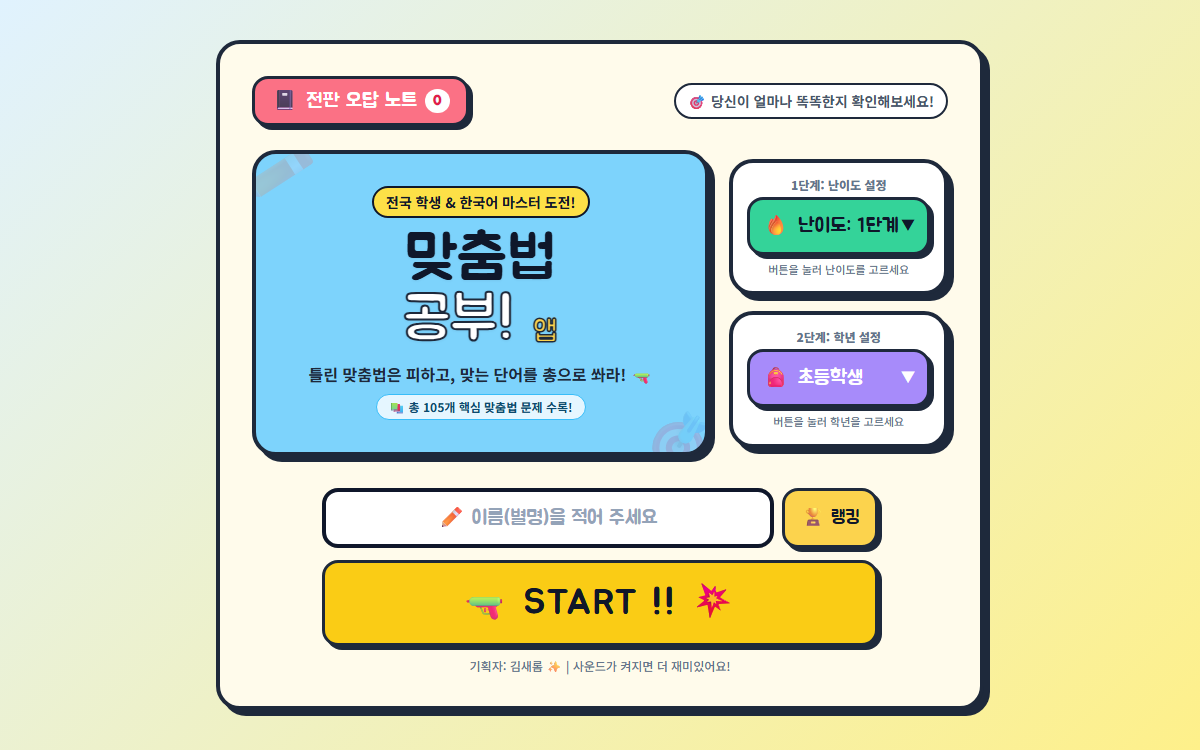 📓 전판 오답 노트 0
🎯 당신이 얼마나 똑똑한지 확인해보세요!
전국 학생 & 한국어 마스터 도전!
맞춤법
공부! 앱
틀린 맞춤법은 피하고, 맞는 단어를 총으로 쏴라! 🔫
📚 총 105개 핵심 맞춤법 문제 수록!
1단계: 난이도 설정
🔥 난이도: 1단계 ▼
버튼을 눌러 난이도를 고르세요
2단계: 학년 설정
🎒 초등학생 ▼
버튼을 눌러 학년을 고르세요
✏️ 이름(별명)을 적어 주세요
🏆 랭킹
🔫 START !! 💥
기획자: 김새롬 ✨ | 사운드가 켜지면 더 재미있어요!